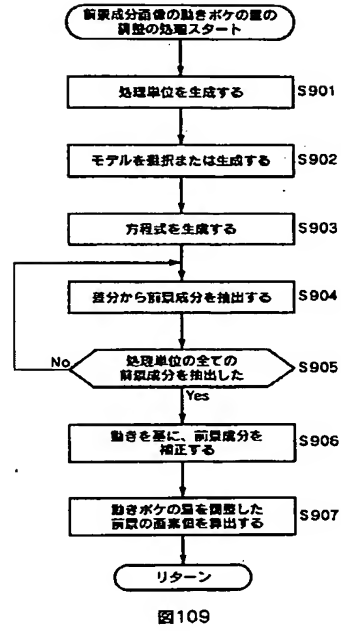 前景成分画像の動きボケの量の
調整の処理スタート
処理単位を生成する
S901
モデルを選択または生成する
S902
方程式を生成する
S903
差分から前景成分を抽出する
S904
No
処理単位の全ての
前景成分を抽出した
S905
Yes
動きを基に、前景成分を
補正する
S906
動きボケの量を調整した
前景の画素値を算出する
S907
リターン
図109